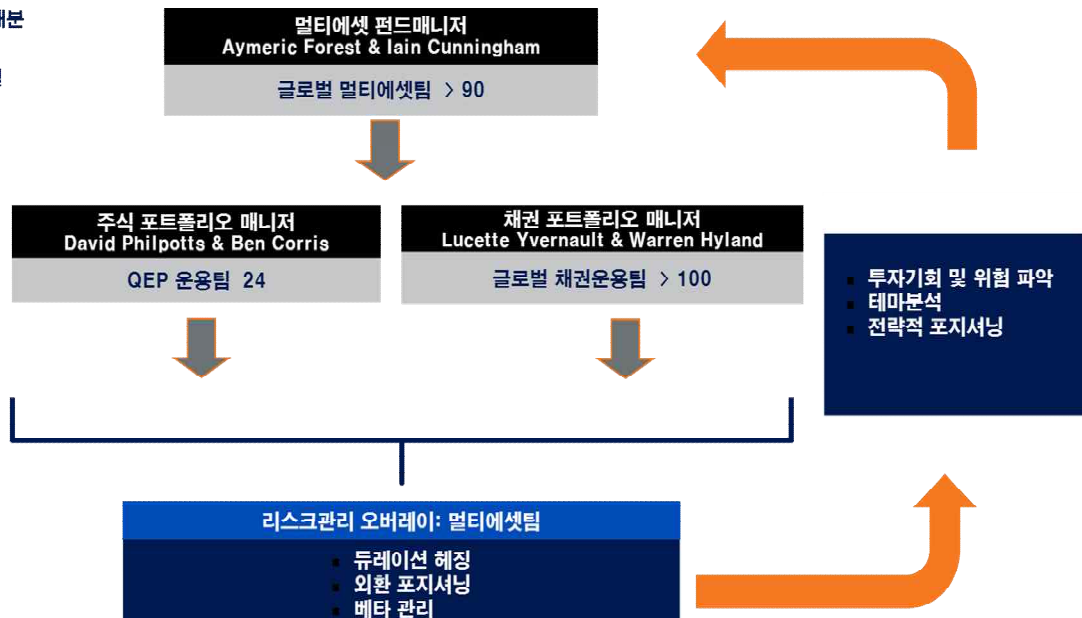 멀티에셋 펀드매니저
Aymeric Forest & Iain Cunningham
글로벌 멀티에셋팀 > 90
주식 포트폴리오 매니저
David Philpotts & Ben Corris
QEP 운용팀 24
채권 포트폴리오 매니저
Lucette Yvernault & Warren Hyland
글로벌 채권운용팀 > 100
투자기회 및 위험 파악
테마분석
전략적 포지셔닝
리스크관리 오버레이: 멀티에셋팀
듀레이션 헤징
외환 포지셔닝
베타 관리